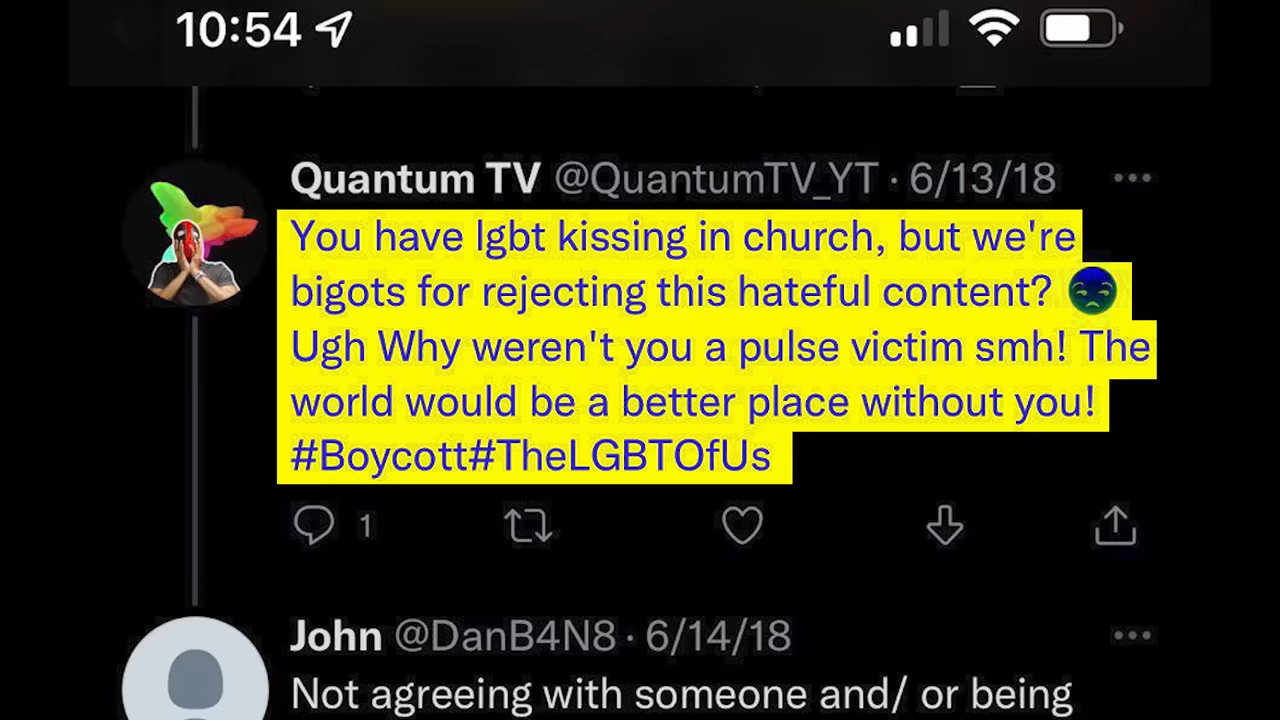 10:54
Quantum TV @QuantumTV_YT · 6/13/18
You have lgbt kissing in church, but we're
bigots for rejecting this hateful content? 😒
Ugh Why weren't you a pulse victim smh! The
world would be a better place without you!
#Boycott#TheLGBTOfUs
1
John @DanB4N8 · 6/14/18
Not agreeing with someone and/ or being